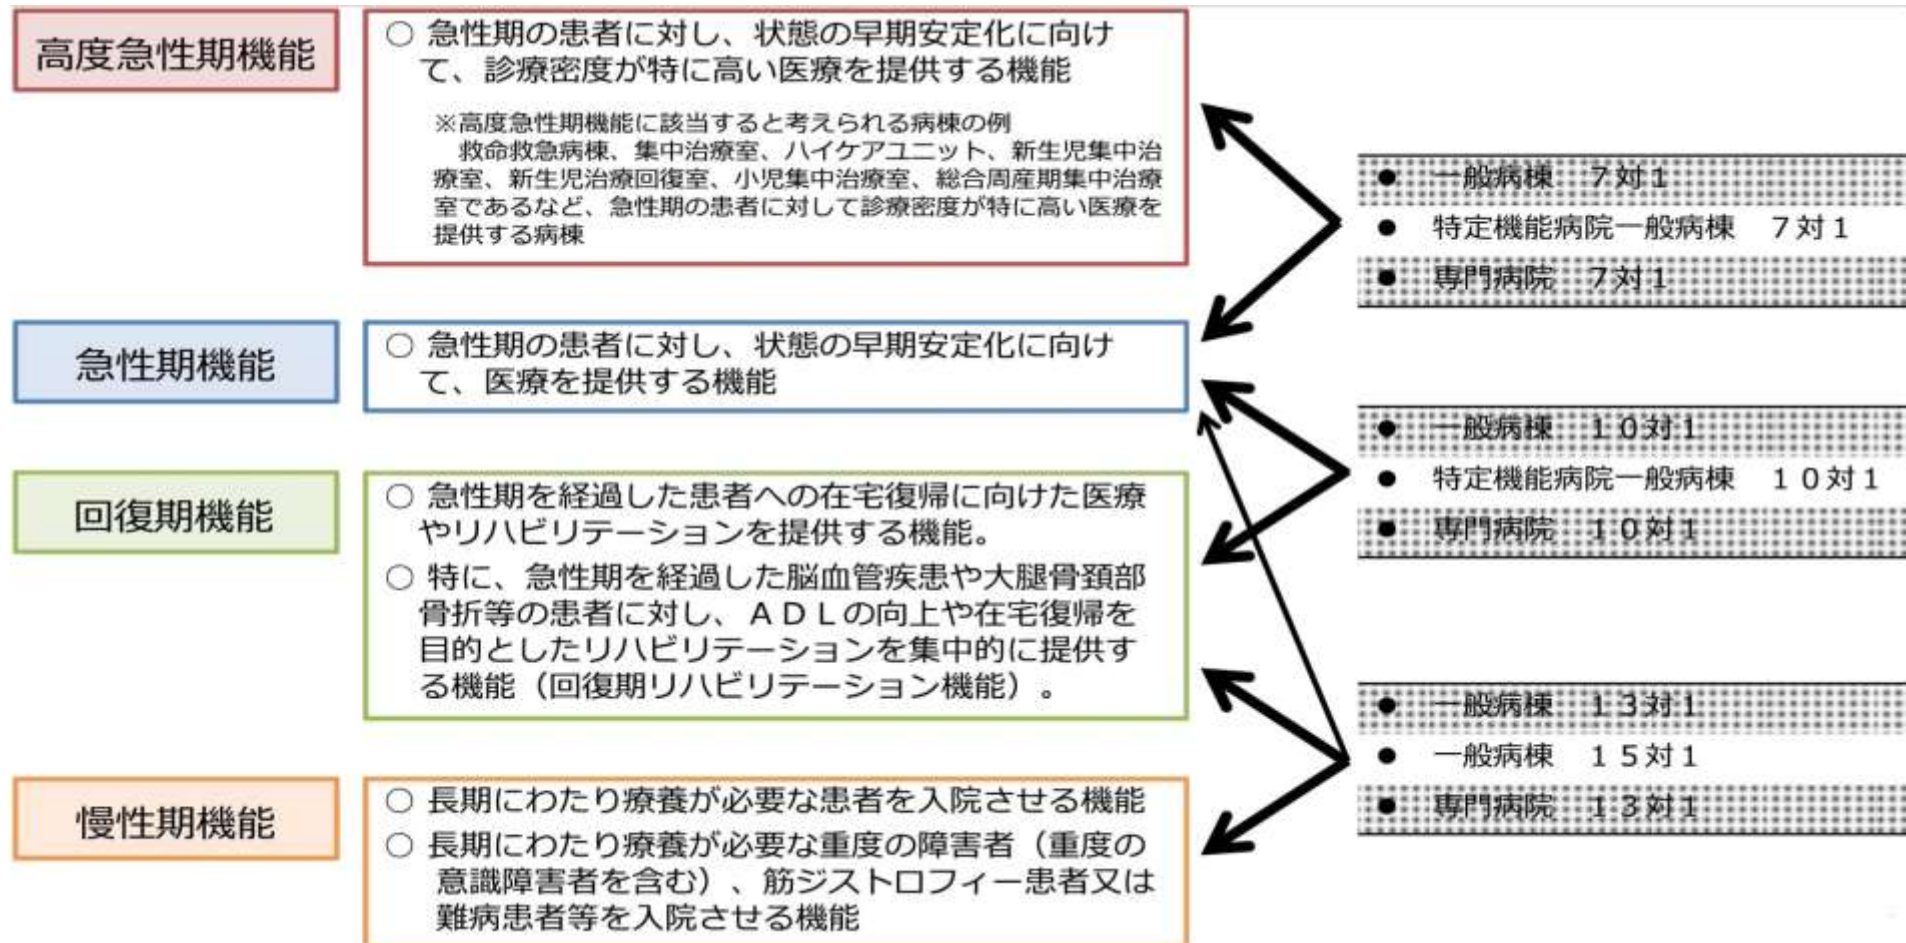 高度急性期機能
○ 急性期の患者に対し、状態の早期安定化に向け
て、診療密度が特に高い医療を提供する機能
※高度急性期機能に該当すると考えられる病棟の例
救命救急病棟、集中治療室、ハイケアユニット、新生児集中治
療室、新生児治療回復室、小児集中治療室、総合周産期集中治療
室であるなど、急性期の患者に対して診療密度が特に高い医療を
提供する病棟
● 一般病棟 7対1
● 特定機能病院一般病棟 7対1
● 専門病院 7対1
急性期機能
○ 急性期の患者に対し、状態の早期安定化に向け
て、医療を提供する機能
● 一般病棟 10対1
● 特定機能病院一般病棟 10対1
● 専門病院 10対1
回復期機能
○ 急性期を経過した患者への在宅復帰に向けた医療
やリハビリテーションを提供する機能。
○ 特に、急性期を経過した脳血管疾患や大腿骨頚部
骨折等の患者に対し、ADLの向上や在宅復帰を
目的としたリハビリテーションを集中的に提供す
る機能（回復期リハビリテーション機能）。
● 一般病棟 13対1
● 一般病棟 15対1
● 専門病院 13対1
慢性期機能
○ 長期にわたり療養が必要な患者を入院させる機能
○ 長期にわたり療養が必要な重度の障害者（重度の
意識障害者を含む）、筋ジストロフィー患者又は
難病患者等を入院させる機能